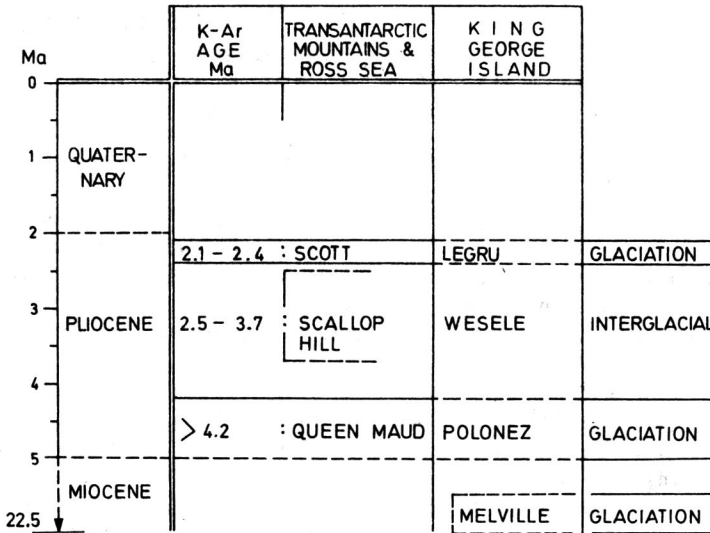 Ma
K-Ar
AGE
Ma
TRANSANTARCTIC
MOUNTAINS &
ROSS SEA
KING
GEORGE
ISLAND
0
1
QUATER-
NARY
2
2.1 – 2.4 : SCOTT LEGRU GLACIATION
3
PLIOCENE 2.5 – 3.7 : SCALLOP
HILL
WESELE INTERGLACIAL
4
> 4.2 : QUEEN MAUD POLONEZ GLACIATION
5
MIOCENE
22.5
MELVILLE GLACIATION